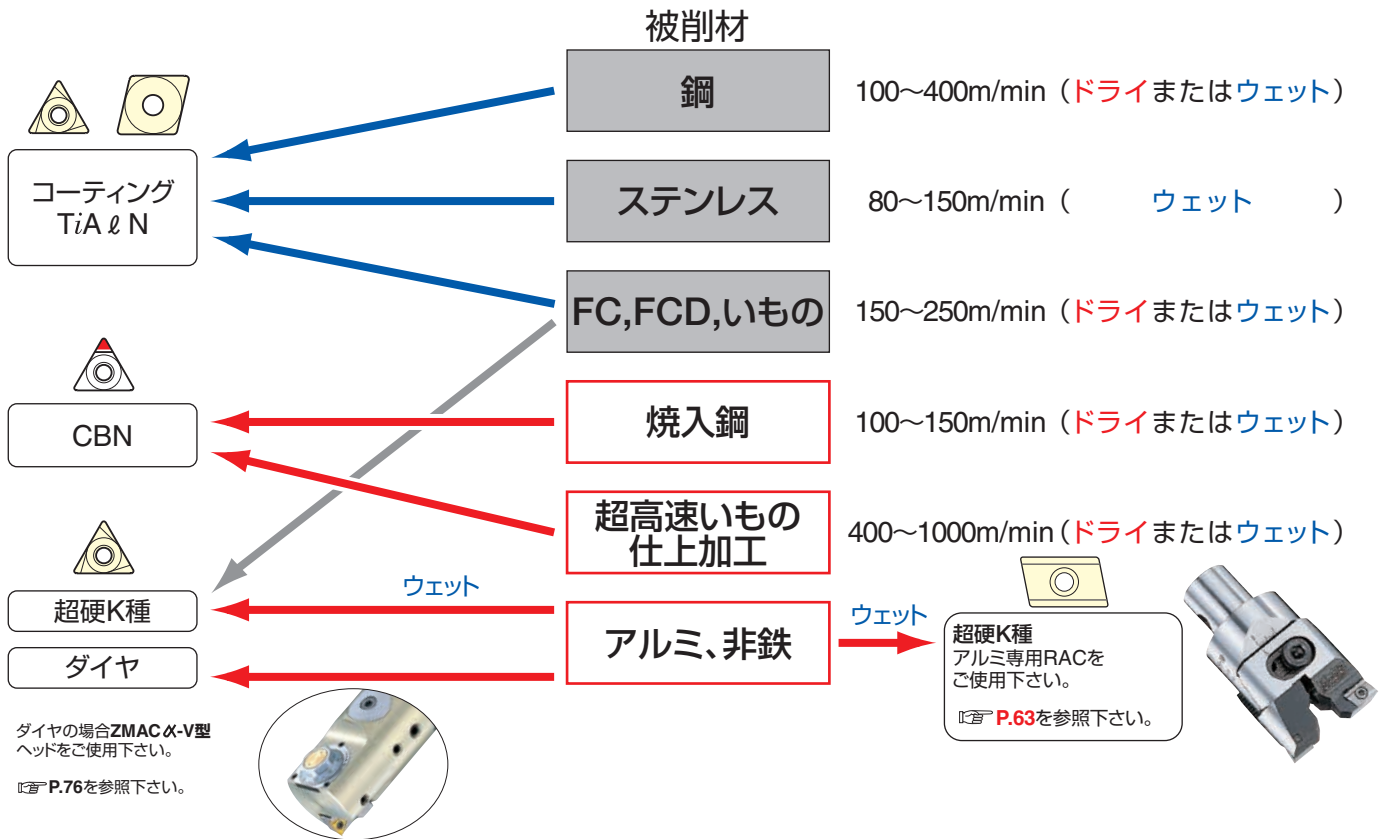 被削材
鋼
100～400m/min（ドライまたはウェット）
コーティング
TiAℓN
ステンレス
80～150m/min（ ウェット ）
FC,FCD,いもの
150～250m/min（ドライまたはウェット）
CBN
焼入鋼
100～150m/min（ドライまたはウェット）
超高速いもの
仕上加工
400～1000m/min（ドライまたはウェット）
超硬K種
ウェット
アルミ、非鉄
ウェット
ダイヤ
超硬K種
アルミ専用RACを
ご使用下さい。
☞P.63を参照下さい。
ダイヤの場合ZMACα-V型
ヘッドをご使用下さい。
☞P.76を参照下さい。